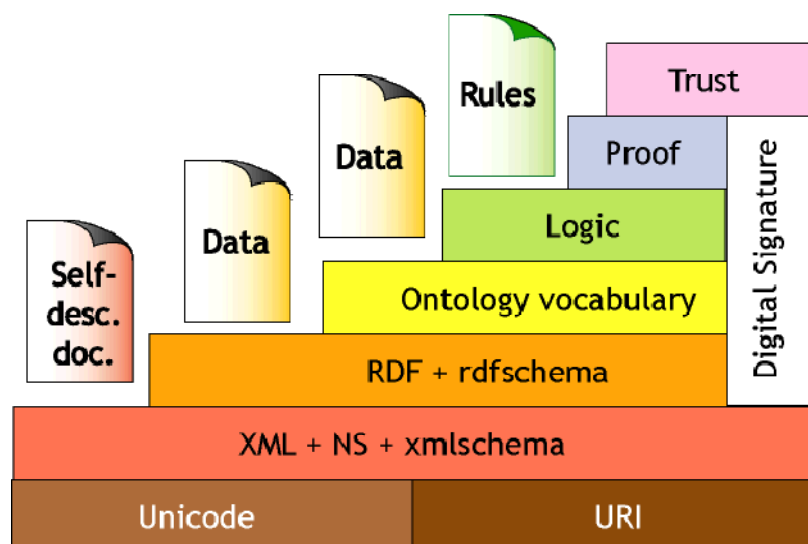 Trust
Rules
Proof
Data
Logic
Data
Self-
desc.
doc.
Ontology vocabulary
Digital Signature
RDF + rdfschema
XML + NS + xmlschema
Unicode
URI